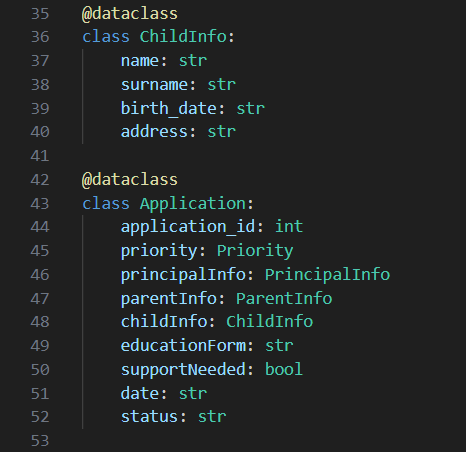 35 @dataclass
36 class ChildInfo:
37     name: str
38     surname: str
39     birth_date: str
40     address: str
41
42 @dataclass
43 class Application:
44     application_id: int
45     priority: Priority
46     principalInfo: PrincipalInfo
47     parentInfo: ParentInfo
48     childInfo: ChildInfo
49     educationForm: str
50     supportNeeded: bool
51     date: str
52     status: str
53